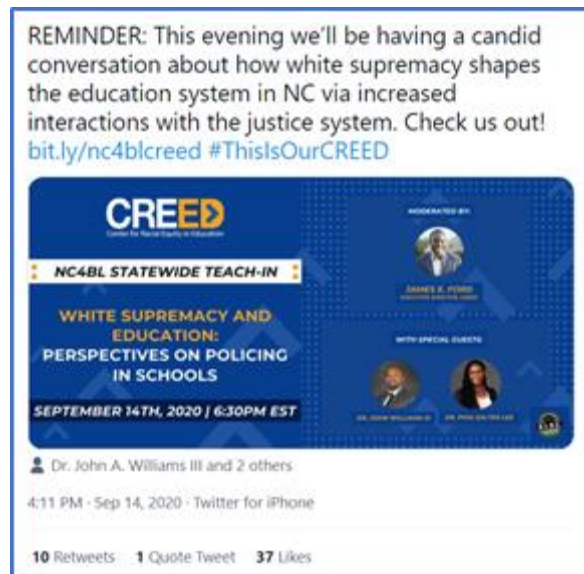 REMINDER: This evening we'll be having a candid
conversation about how white supremacy shapes
the education system in NC via increased
interactions with the justice system. Check us out!
bit.ly/nc4blcreed #ThisIsOurCREED
CREED
Center for Racial Equity in Education
NC4BL STATEWIDE TEACH-IN
WHITE SUPREMACY AND
EDUCATION:
PERSPECTIVES ON POLICING
IN SCHOOLS
SEPTEMBER 14TH, 2020 | 6:30PM EST
MODERATED BY:
JAMES E. FORD
EXECUTIVE DIRECTOR, CREED
WITH SPECIAL GUESTS
DR. JOHN WILLIAMS III
Dr. John A. Williams III and 2 others
4:11 PM · Sep 14, 2020 · Twitter for iPhone
10 Retweets 1 Quote Tweet 37 Likes